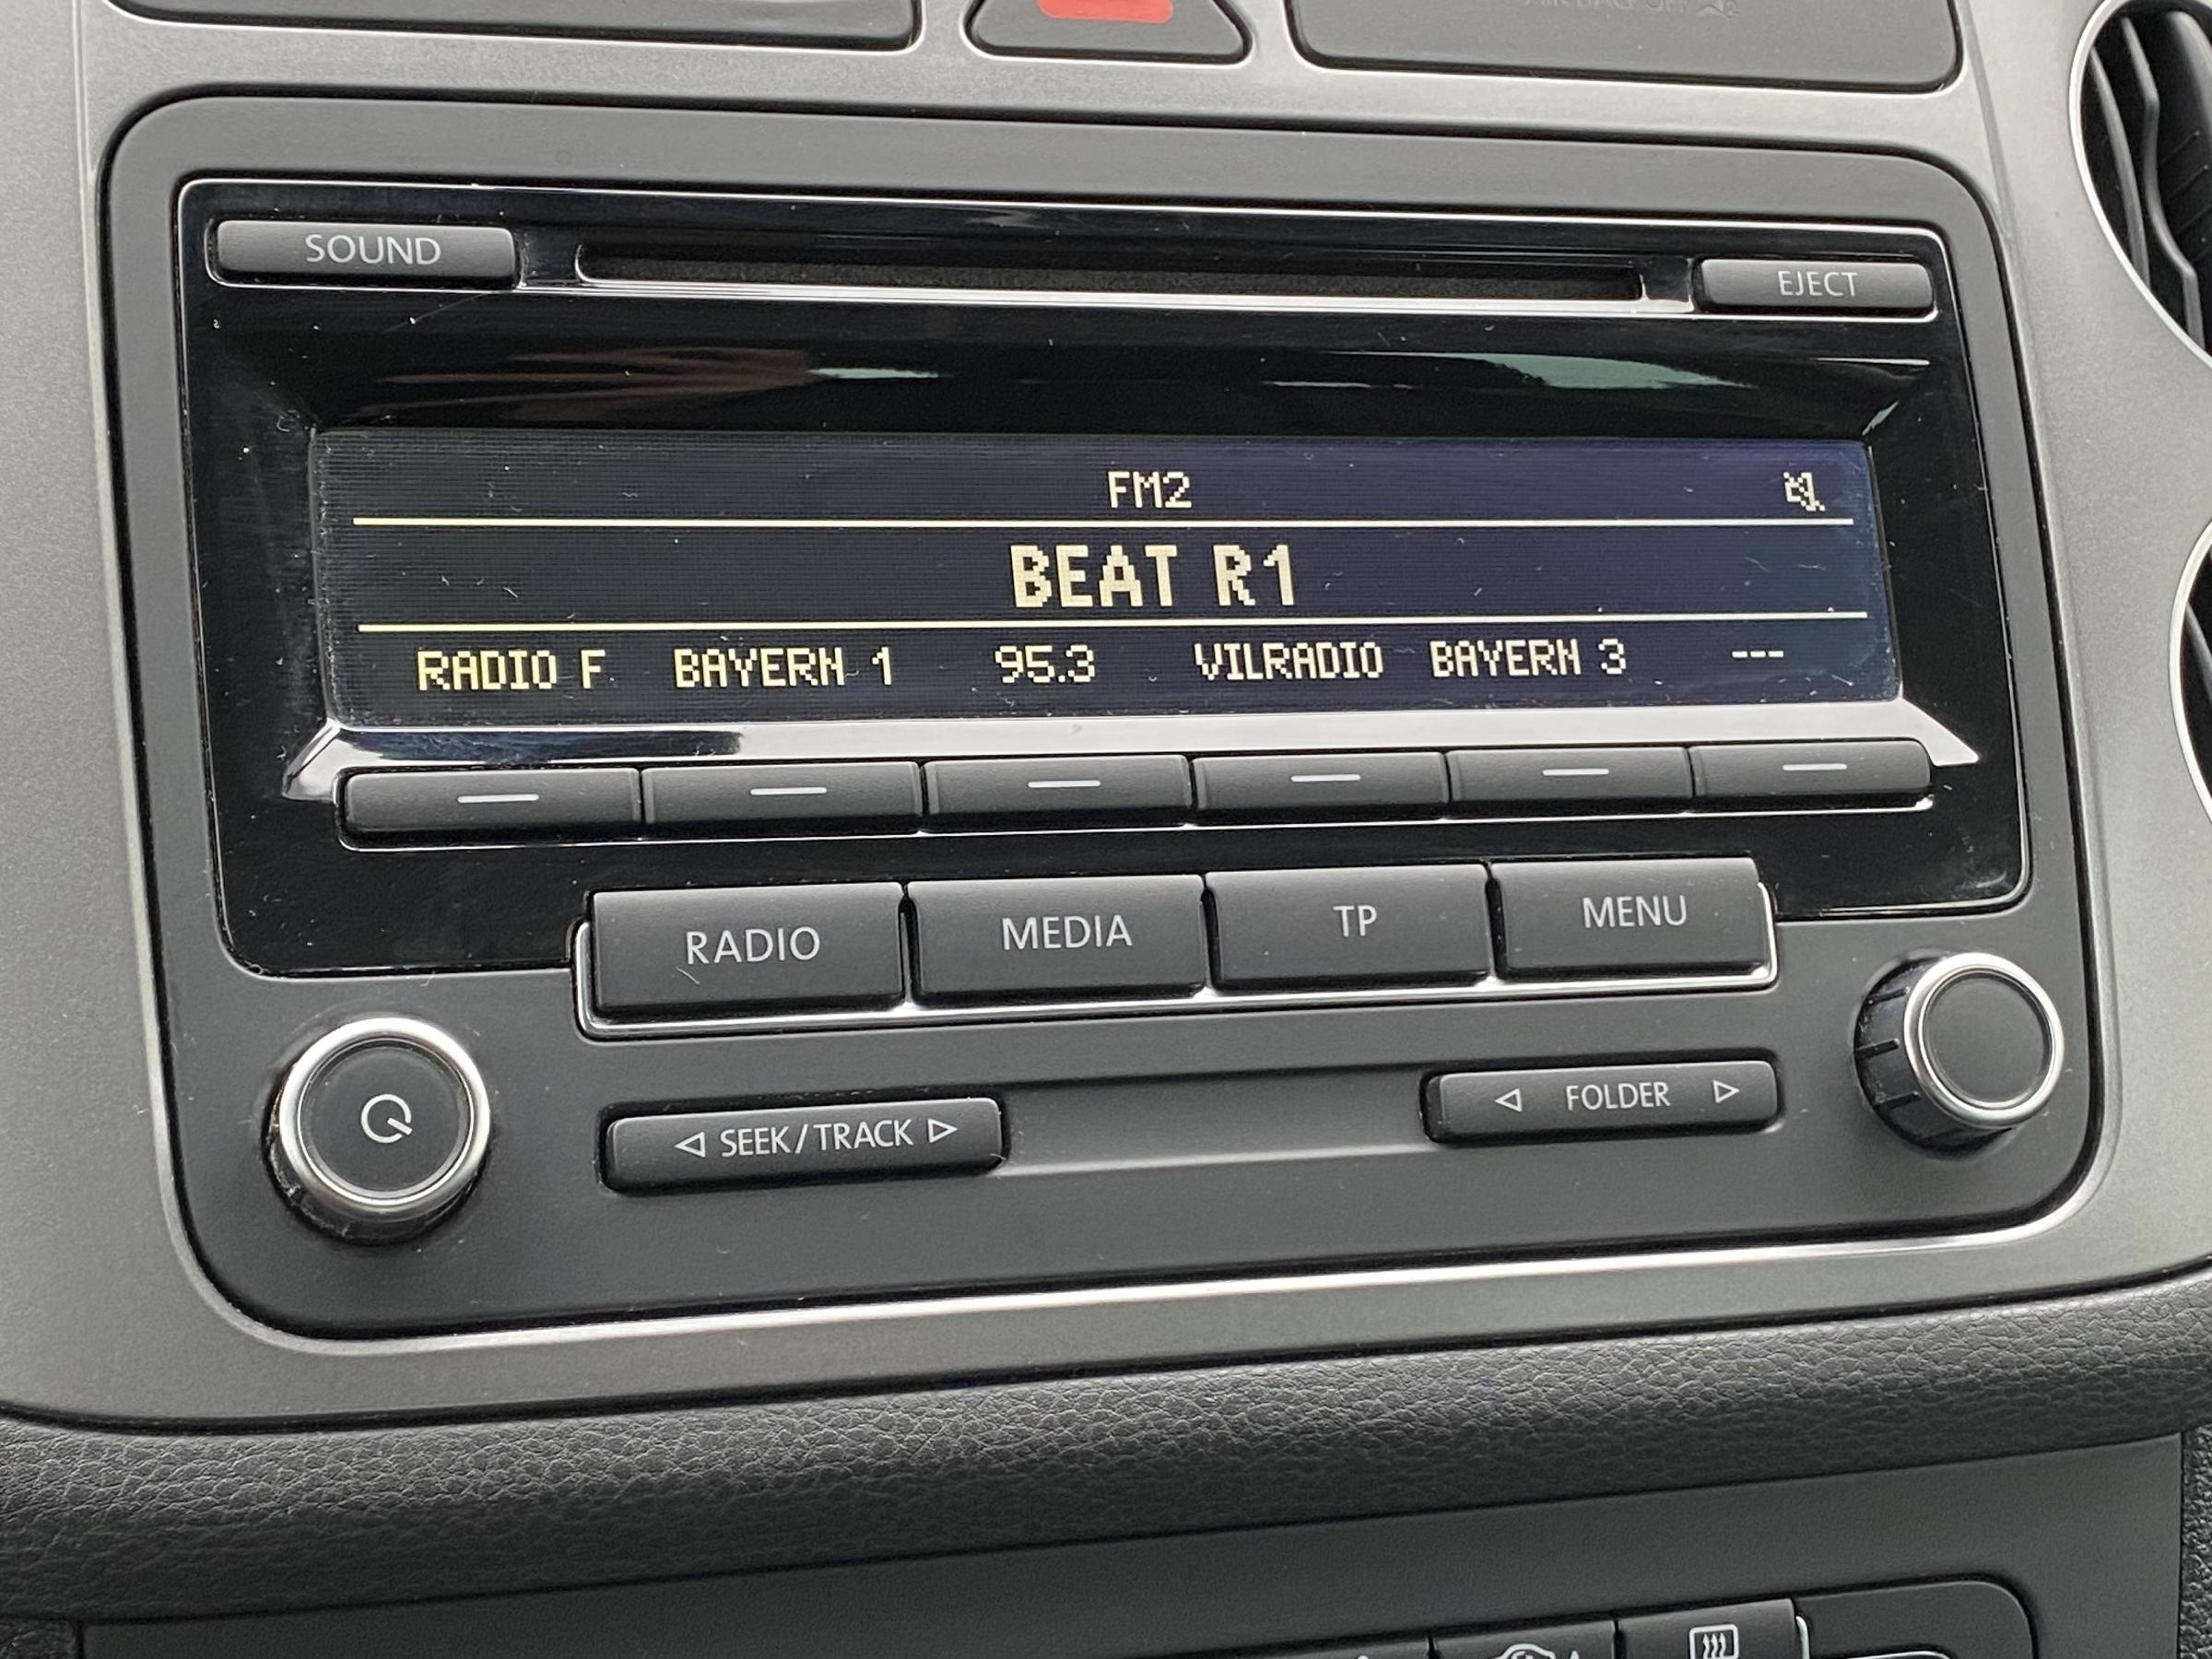 SOUND
EJECT
FM2
BEAT R1
RADIO F BAYERN 1 95.3 VILRADIO BAYERN 3 ---
RADIO MEDIA TP MENU
SEEK/TRACK
FOLDER